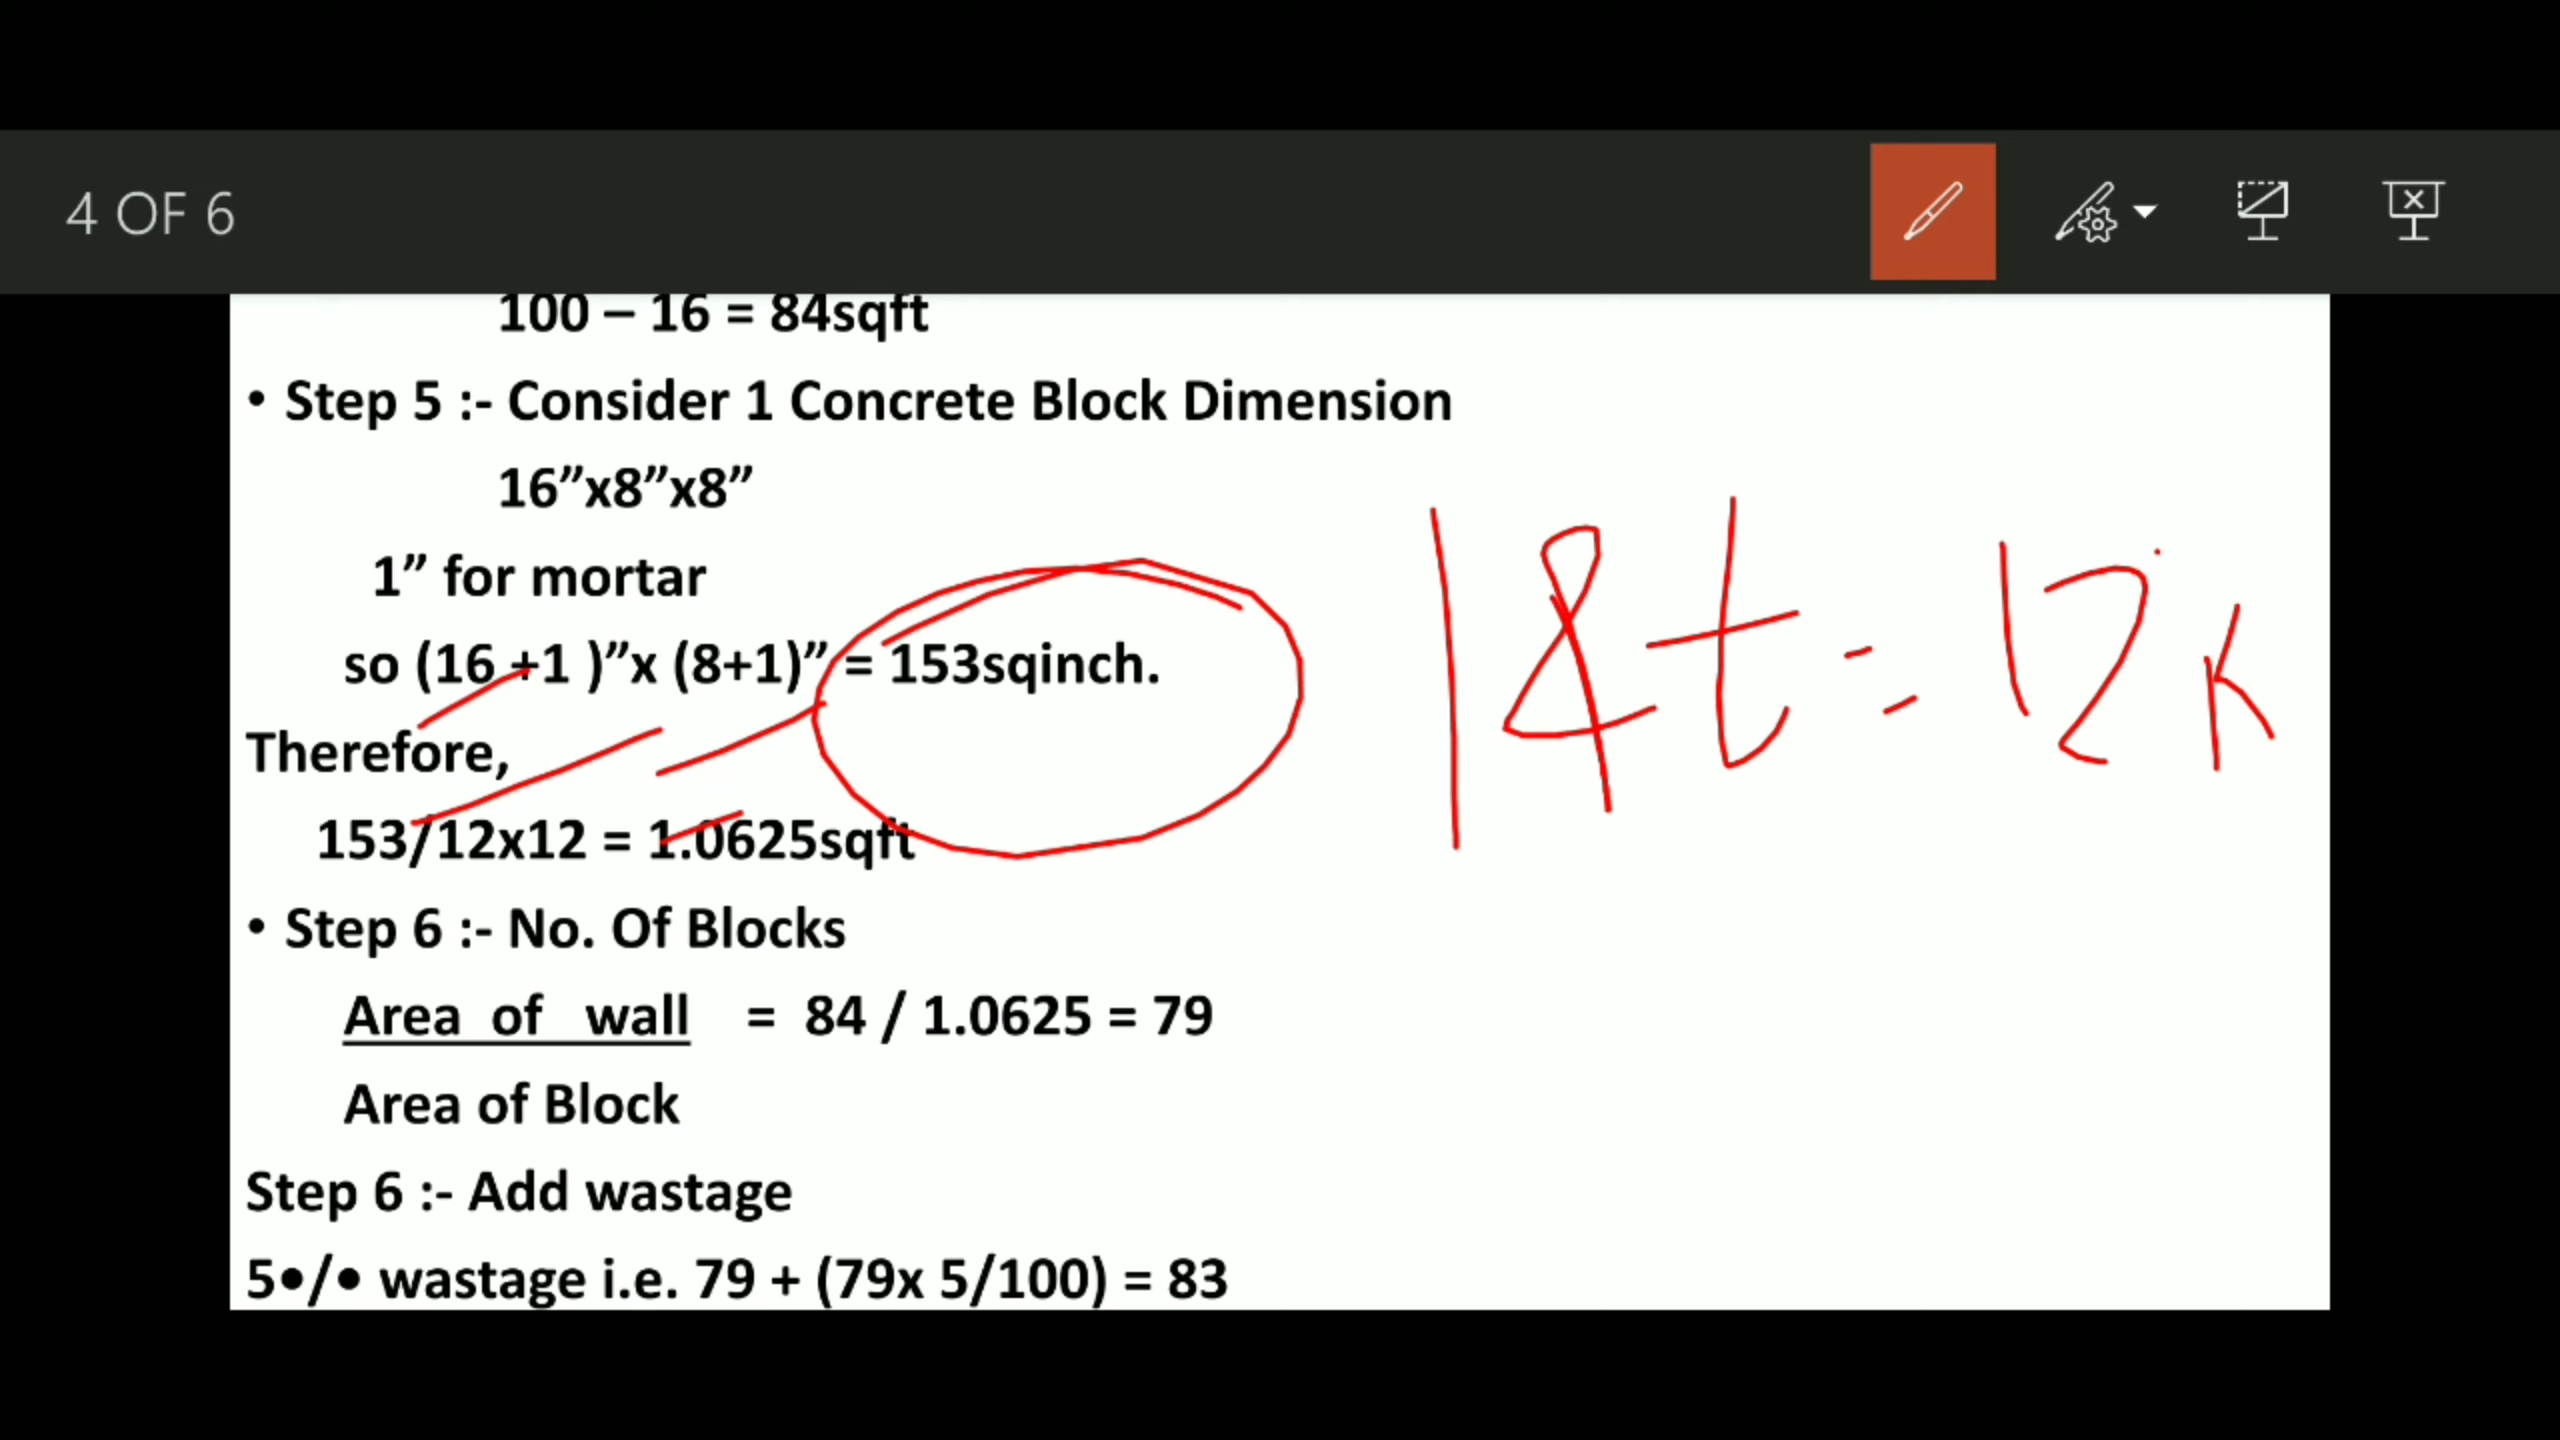 4 OF 6
100 – 16 = 84sqft
• Step 5 :- Consider 1 Concrete Block Dimension
16”x8”x8”
1” for mortar
so (16 +1 )”x (8+1)” = 153sqinch.
Therefore,
153/12x12 = 1.0625sqft
1ft = 12
• Step 6 :- No. Of Blocks
Area of wall = 84 / 1.0625 = 79
Area of Block
Step 6 :- Add wastage
5•/• wastage i.e. 79 + (79x 5/100) = 83